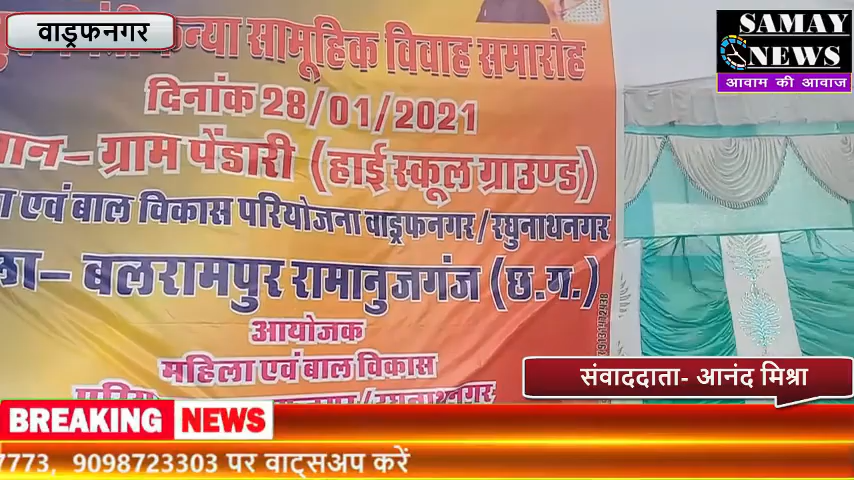 वाड्रफनगर
SAMAY
NEWS
आवाम की आवाज
सामूहिक विवाह समारोह
दिनांक 28/01/2021
ग्राम पेंडारी (हाई स्कूल ग्राउण्ड)
एवं बाल विकास परियोजना वाड्रफनगर/रघुनाथनगर
बलरामपुर रामानुजगंज (छ.ग.)
आयोजक
महिला एवं बाल विकास
संवाददाता- आनंद मिश्रा
BREAKING NEWS
7773, 9098723303 पर वाट्सअप करें